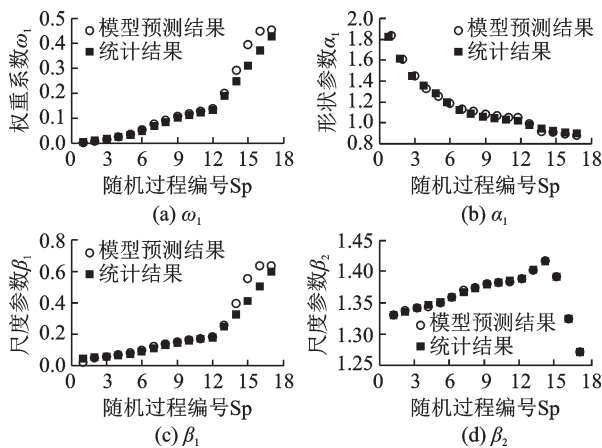 权重系数ω₁
0.5
0.4
0.3
0.2
0.1
0.0
模型预测结果
统计结果
0 3 6 9 12 15 18
随机过程编号Sp
(a) ω₁
形状参数α₁
2.0
1.8
1.6
1.4
1.2
1.0
0.8
模型预测结果
统计结果
0 3 6 9 12 15 18
随机过程编号Sp
(b) α₁
尺度参数β₁
0.8
0.6
0.4
0.2
0.0
模型预测结果
统计结果
0 3 6 9 12 15 18
随机过程编号Sp
(c) β₁
尺度参数β₂
1.45
1.40
1.35
1.30
1.25
模型预测结果
统计结果
0 3 6 9 12 15 18
随机过程编号Sp
(d) β₂